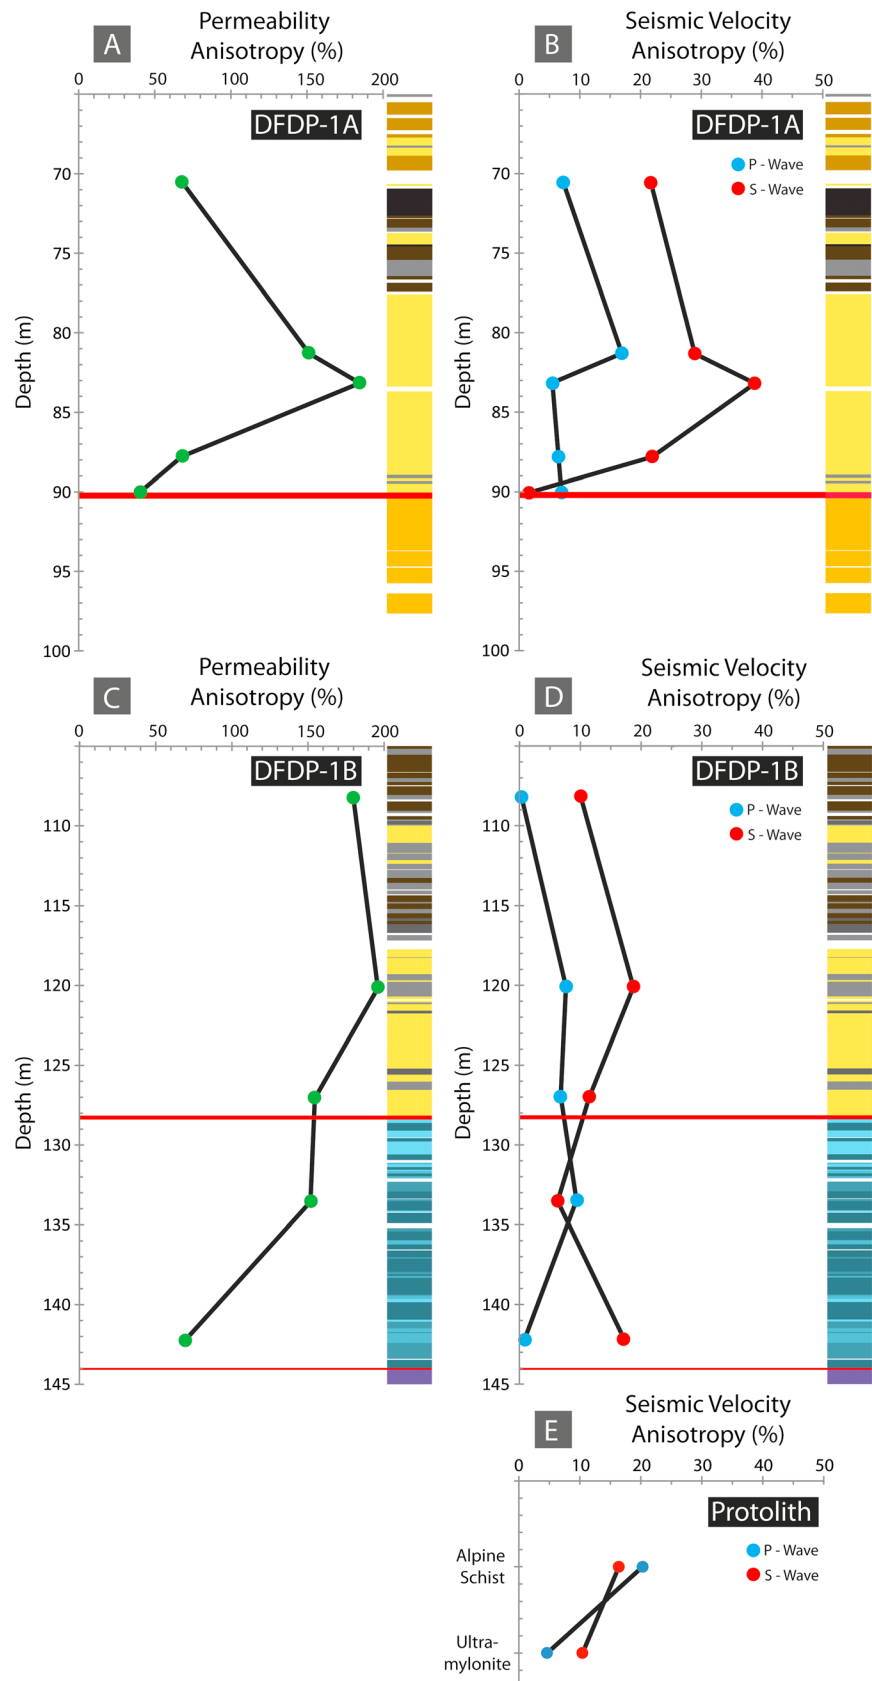 A
Permeability
Anisotropy (%)
0 50 100 150 200
DFDP-1A
Depth (m)
70
75
80
85
90
95
100
B
Seismic Velocity
Anisotropy (%)
0 10 20 30 40 50
DFDP-1A
P - Wave
S - Wave
Depth (m)
70
75
80
85
90
95
100
C
Permeability
Anisotropy (%)
0 50 100 150 200
DFDP-1B
Depth (m)
110
115
120
125
130
135
140
145
D
Seismic Velocity
Anisotropy (%)
0 10 20 30 40 50
DFDP-1B
P - Wave
S - Wave
Depth (m)
110
115
120
125
130
135
140
145
E
Seismic Velocity
Anisotropy (%)
0 10 20 30 40 50
Protolith
P - Wave
S - Wave
Alpine
Schist
Ultra-
mylonite